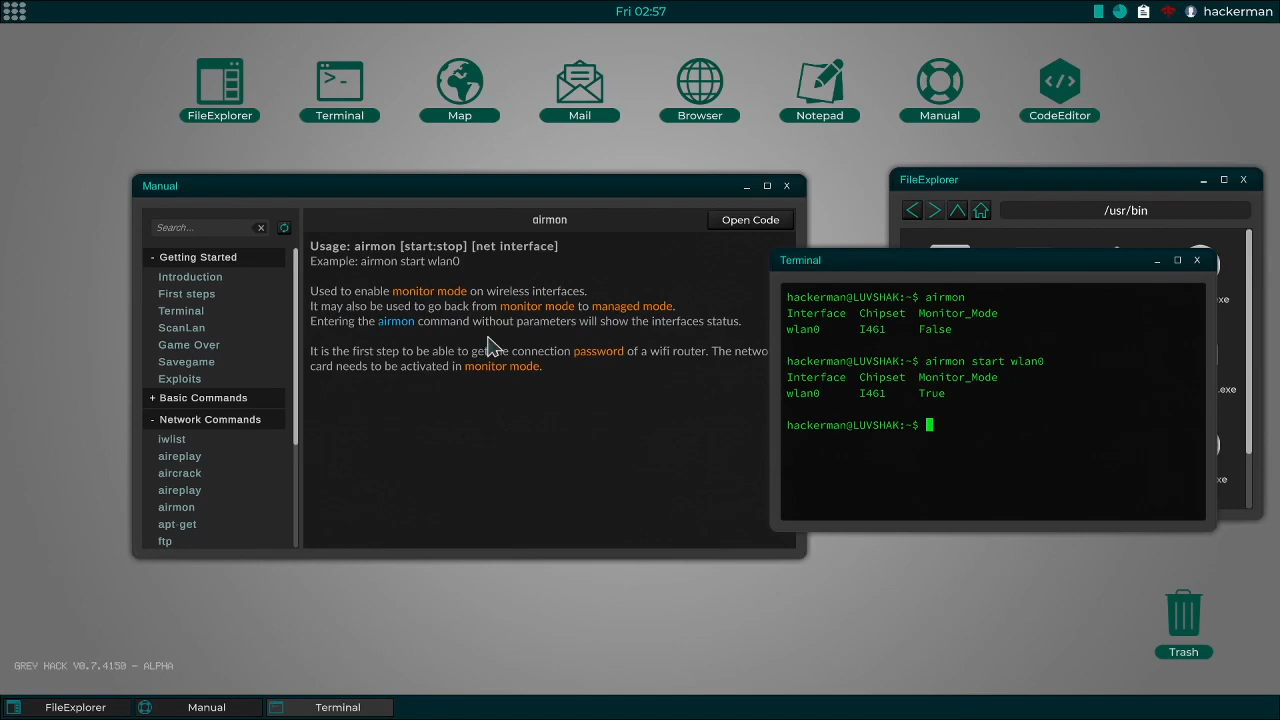 Fri 02:57
hackerman
FileExplorer
Terminal
Map
Mail
Browser
Notepad
Manual
CodeEditor
Manual
Search...
- Getting Started
Introduction
First steps
Terminal
ScanLan
Game Over
Savegame
Exploits
+ Basic Commands
- Network Commands
iwlist
aireplay
aircrack
aireplay
airmon
apt-get
ftp
airmon
Open Code
Usage: airmon [start:stop] [net interface]
Example: airmon start wlan0
Used to enable monitor mode on wireless interfaces.
It may also be used to go back from monitor mode to managed mode.
Entering the airmon command without parameters will show the interfaces status.
It is the first step to be able to get the connection password of a wifi router. The netwo
card needs to be activated in monitor mode.
FileExplorer
/usr/bin
.exe
.exe
Terminal
hackerman@LUVSHAK:~$ airmon
Interface Chipset Monitor_Mode
wlan0 I461 False
hackerman@LUVSHAK:~$ airmon start wlan0
Interface Chipset Monitor_Mode
wlan0 I461 True
hackerman@LUVSHAK:~$
Trash
GREY HACK V0.7.4150 - ALPHA
FileExplorer
Manual
Terminal